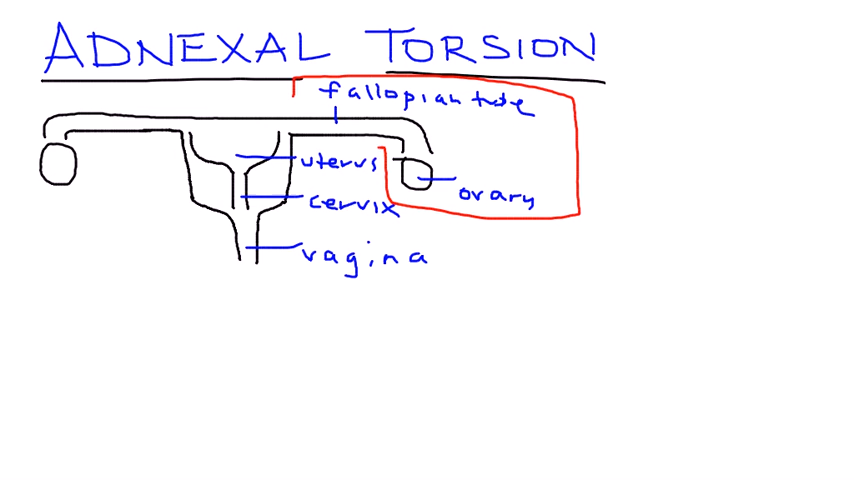 ADNEXAL TORSION
fallopian tube
uterus
ovary
cervix
vagina